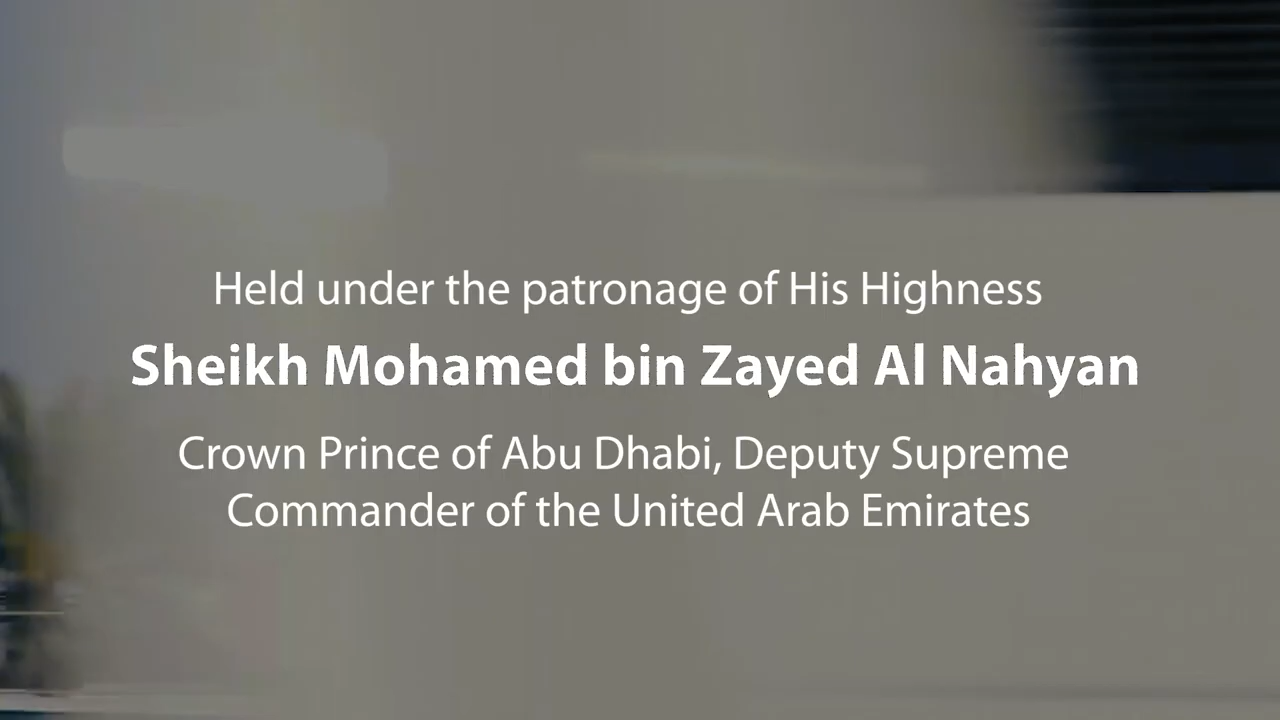 Held under the patronage of His Highness
Sheikh Mohamed bin Zayed Al Nahyan
Crown Prince of Abu Dhabi, Deputy Supreme
Commander of the United Arab Emirates